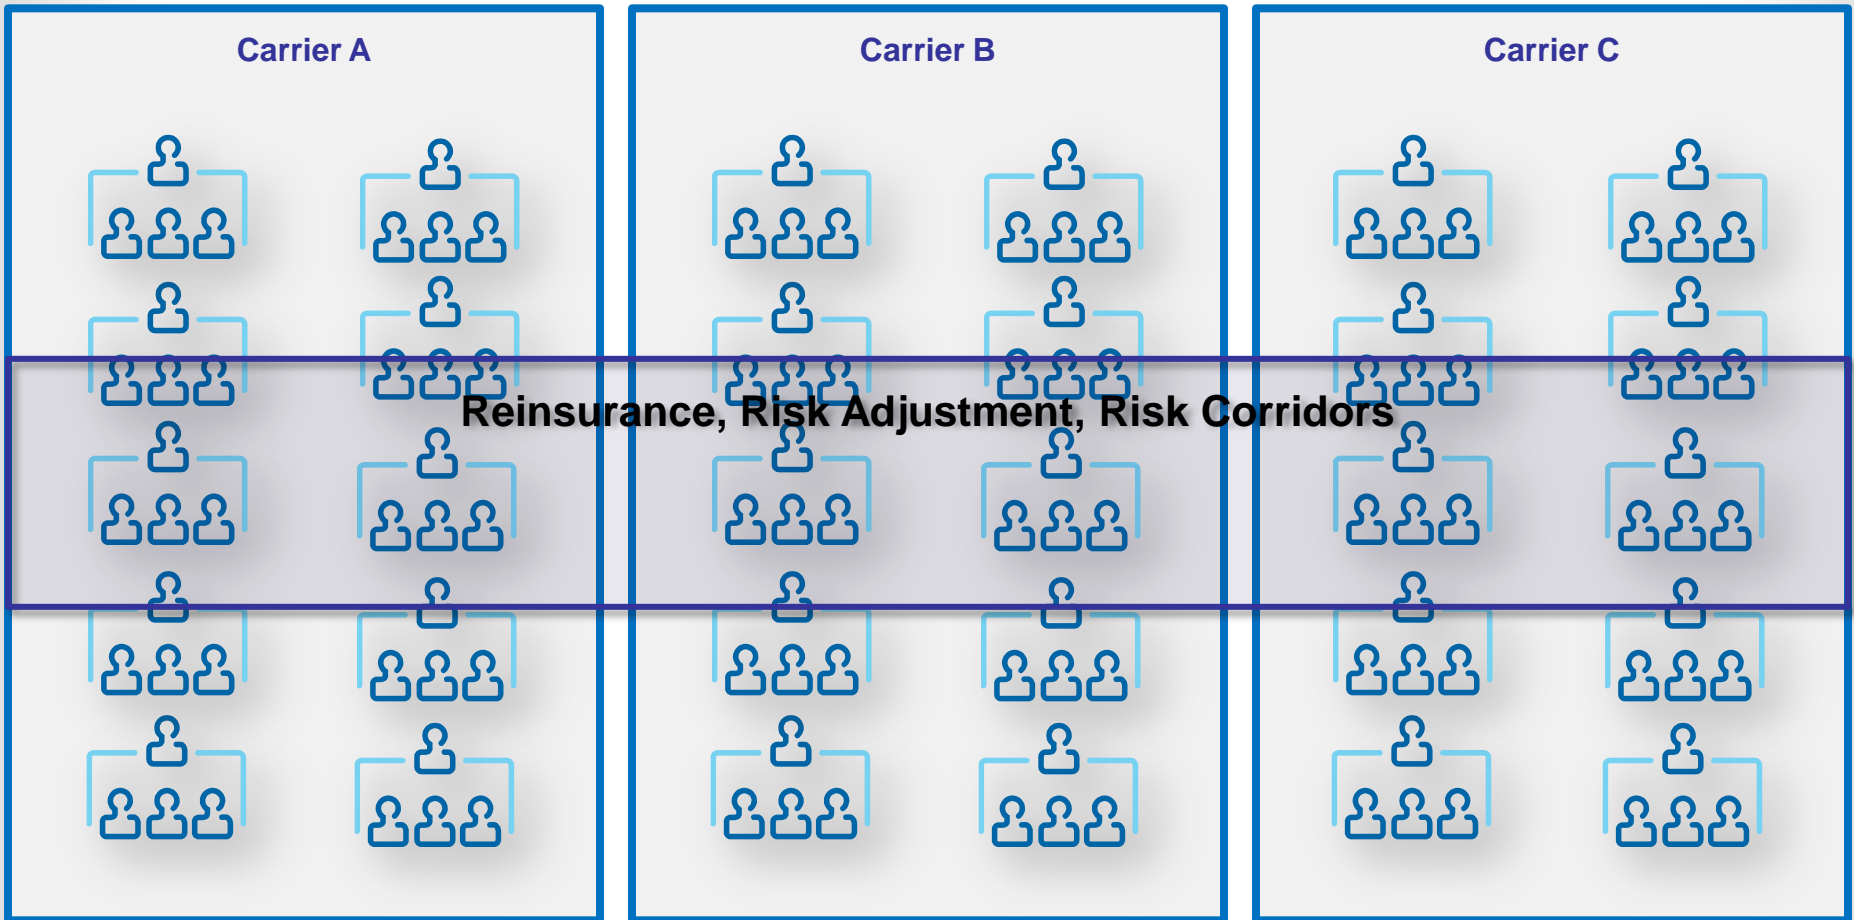 Carrier A
Carrier B
Carrier C
Reinsurance, Risk Adjustment, Risk Corridors